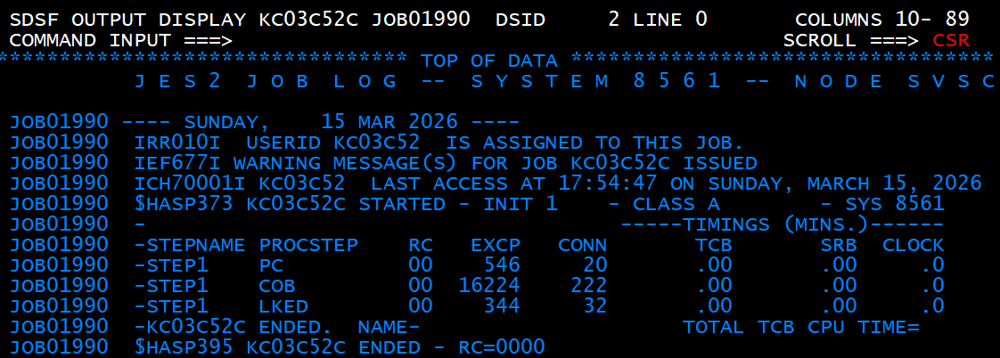 SDSF OUTPUT DISPLAY KC03C52C JOB01990  DSID     2 LINE 0       COLUMNS 10- 89
COMMAND INPUT ===>                                            SCROLL ===> CSR
********************************* TOP OF DATA **********************************
          J E S 2  J O B  L O G  --  S Y S T E M  8 5 6 1  --  N O D E  S V S C
JOB01990 ---- SUNDAY,    15 MAR 2026 ----
JOB01990  IRR010I  USERID KC03C52  IS ASSIGNED TO THIS JOB.
JOB01990  IEF677I WARNING MESSAGE(S) FOR JOB KC03C52C ISSUED
JOB01990  ICH70001I KC03C52  LAST ACCESS AT 17:54:47 ON SUNDAY, MARCH 15, 2026
JOB01990  $HASP373 KC03C52C STARTED - INIT 1    - CLASS A        - SYS 8561
JOB01990  -                                      -----TIMINGS (MINS.)------
JOB01990  -STEPNAME PROCSTEP    RC   EXCP   CONN       TCB       SRB  CLOCK
JOB01990  -STEP1    PC          00    546     20       .00       .00     .0
JOB01990  -STEP1    COB         00  16224    222       .00       .00     .0
JOB01990  -STEP1    LKED        00    344     32       .00       .00     .0
JOB01990  -KC03C52C ENDED.  NAME-                     TOTAL TCB CPU TIME=
JOB01990  $HASP395 KC03C52C ENDED - RC=0000